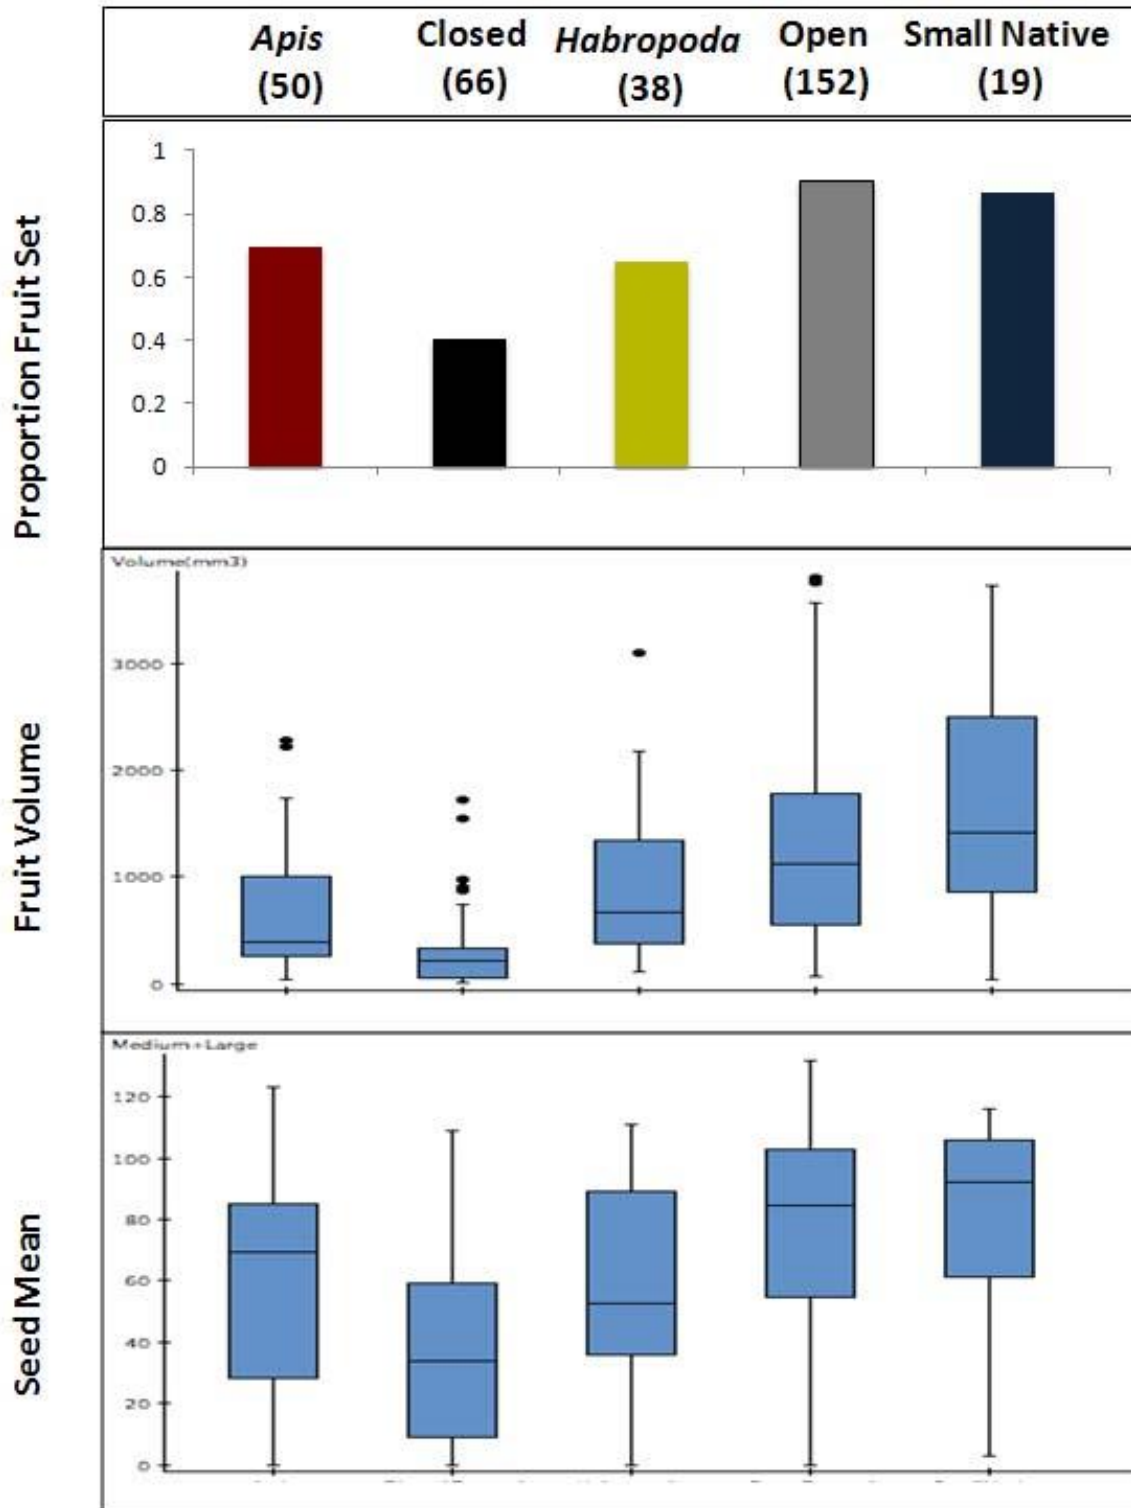 Apis Closed Habropoda Open Small Native
(50) (66) (38) (152) (19)
Proportion Fruit Set
1
0.8
0.6
0.4
0.2
0
Fruit Volume
Volume(mm3)
3000
2000
1000
0
Seed Mean
Medium+Large
120
100
80
60
40
20
0